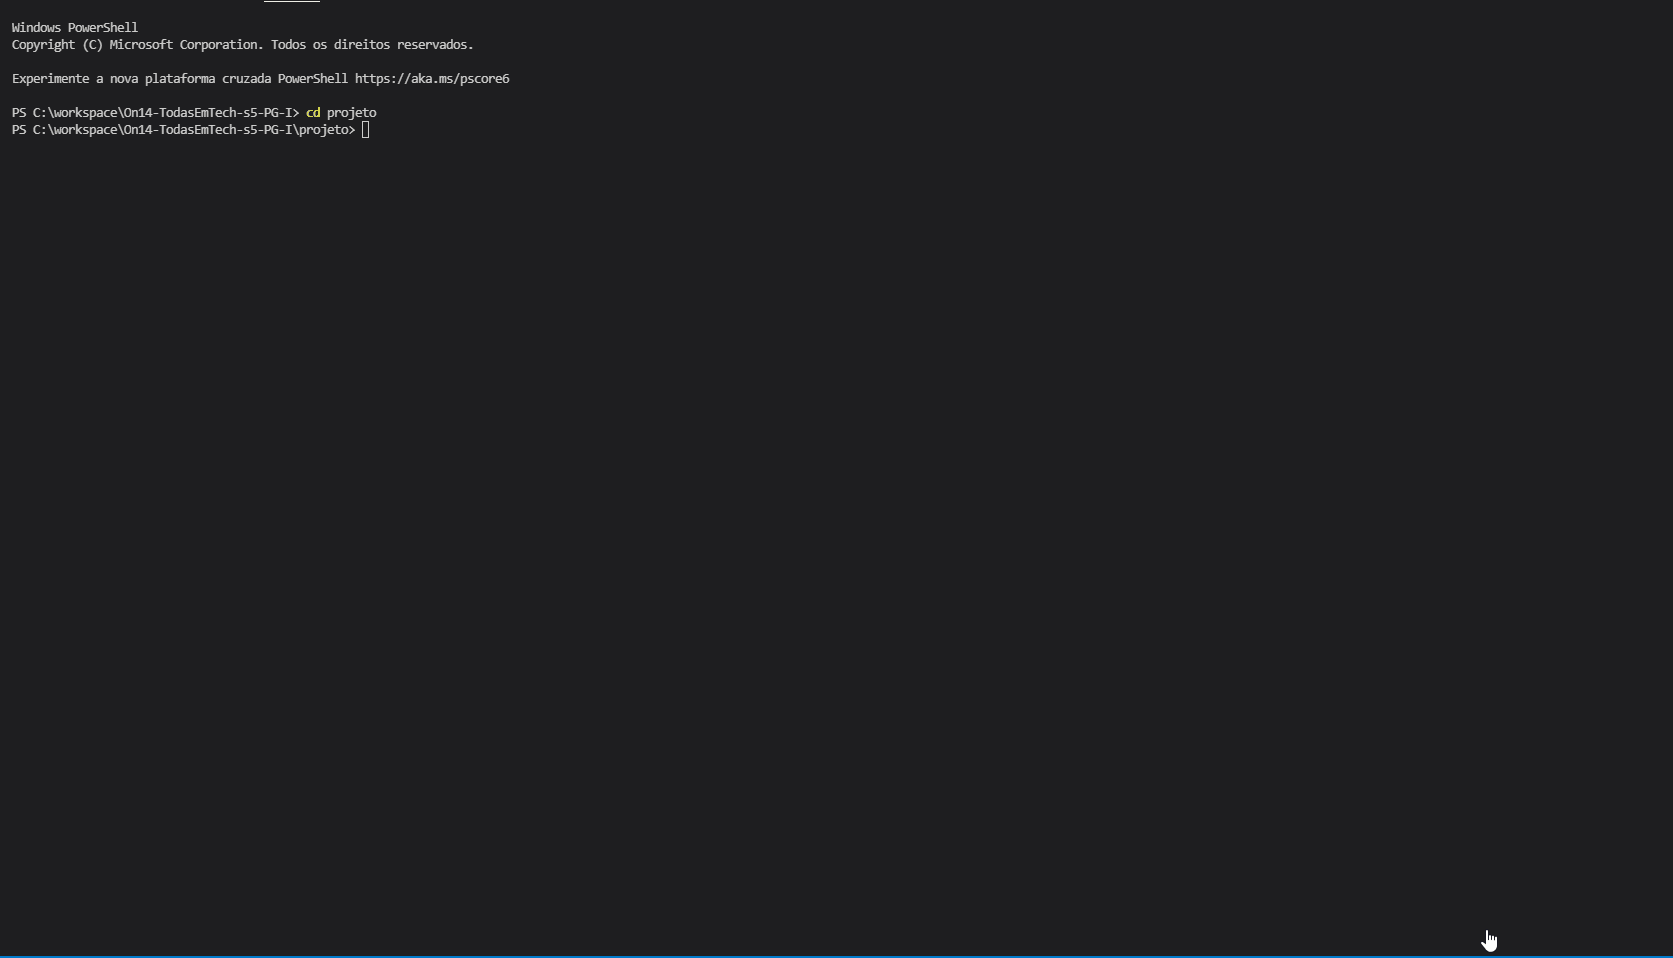 Windows PowerShell
Copyright (C) Microsoft Corporation. Todos os direitos reservados.
Experimente a nova plataforma cruzada PowerShell https://aka.ms/pscore6
PS C:\workspace\On14-TodasEmTech-s5-PG-I> cd projeto
PS C:\workspace\On14-TodasEmTech-s5-PG-I\projeto>